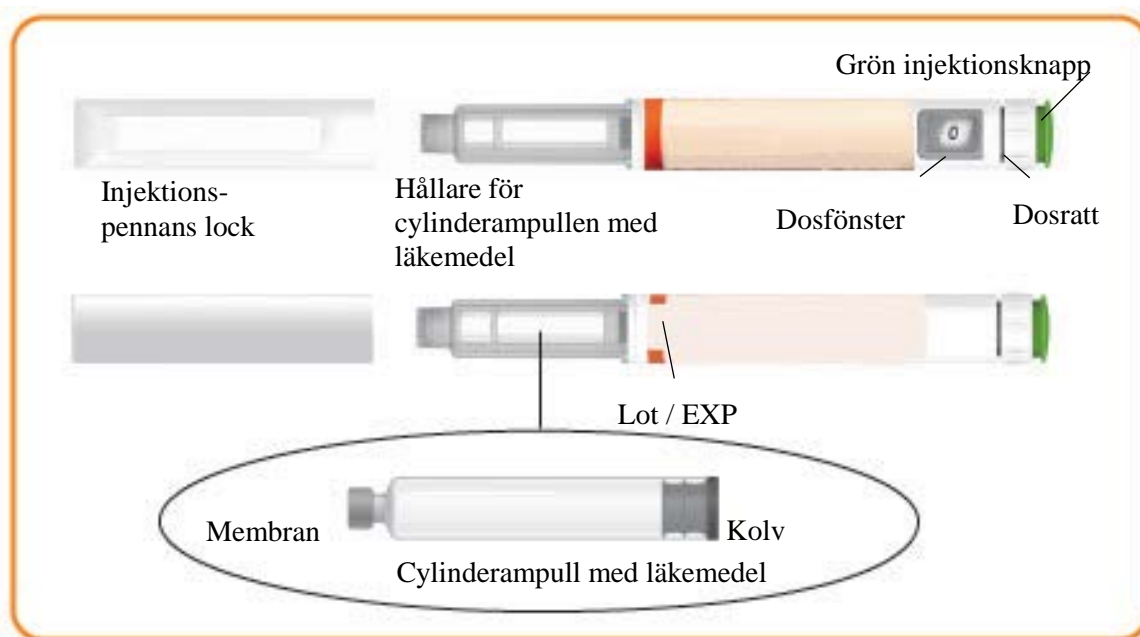 Grön injektionsknapp
0
Injektions-
pennans lock
Hållare för
cylinderampullen med
läkemedel
Dosfönster
Dosratt
Lot / EXP
Membran
Kolv
Cylinderampull med läkemedel